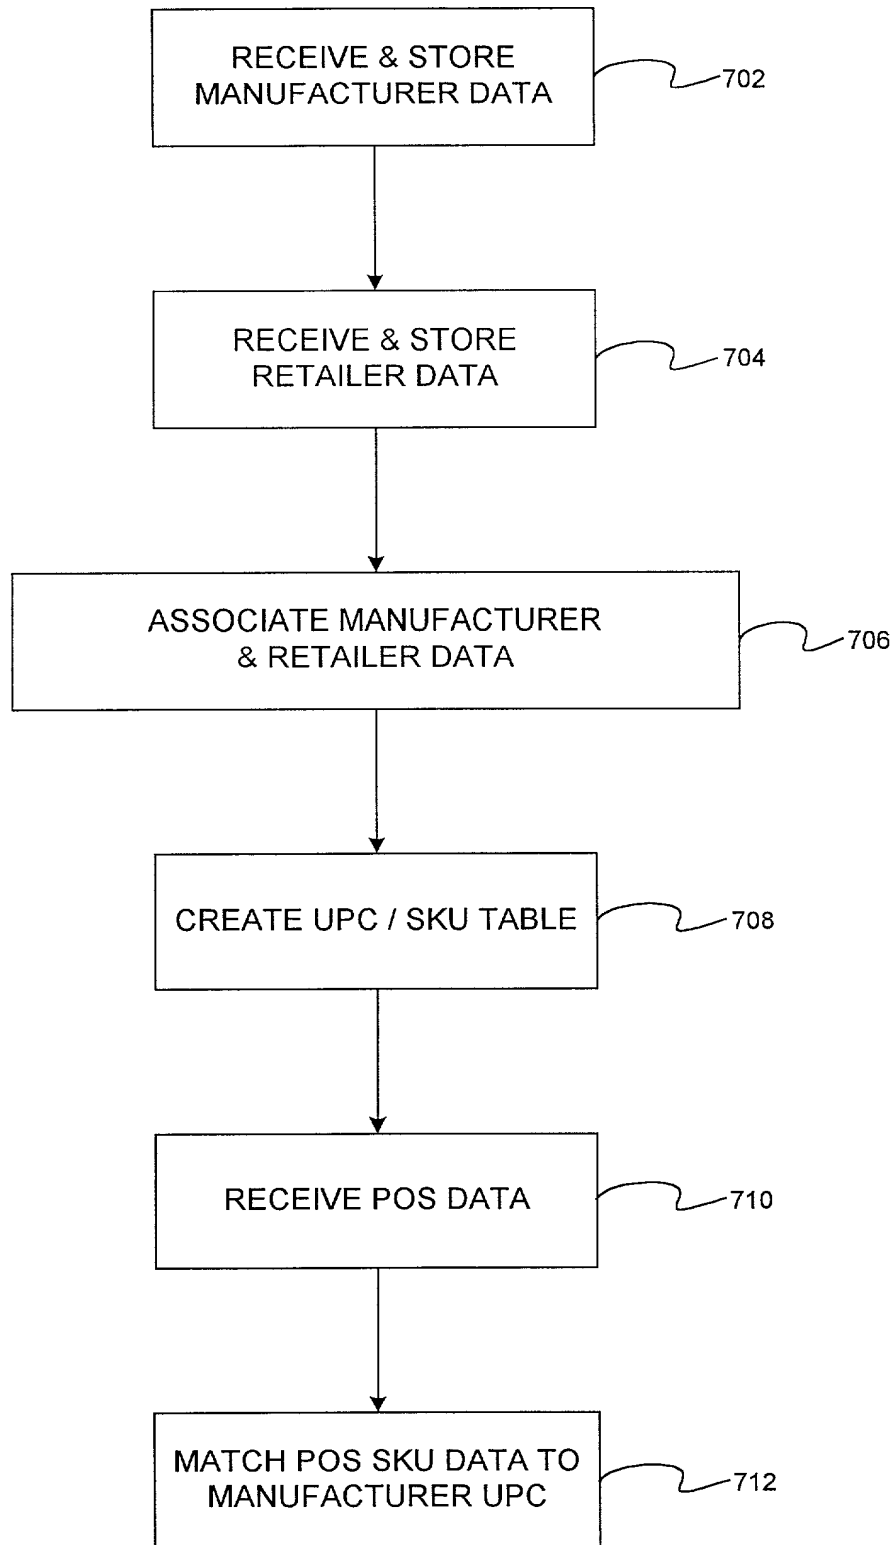 RECEIVE & STORE
MANUFACTURER DATA
702
RECEIVE & STORE
RETAILER DATA
704
ASSOCIATE MANUFACTURER
& RETAILER DATA
706
CREATE UPC / SKU TABLE
708
RECEIVE POS DATA
710
MATCH POS SKU DATA TO
MANUFACTURER UPC
712